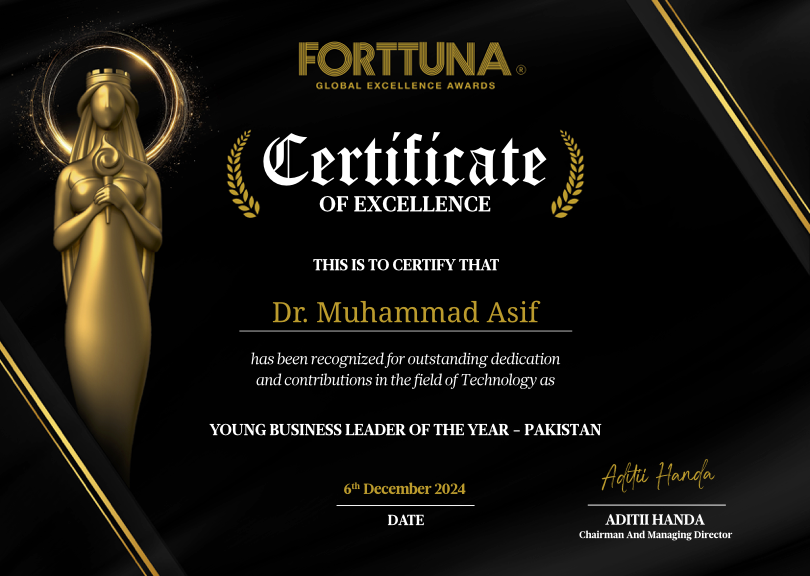 FORTTUNA ®
GLOBAL EXCELLENCE AWARDS
Certificate
OF EXCELLENCE
THIS IS TO CERTIFY THAT
Dr. Muhammad Asif
has been recognized for outstanding dedication
and contributions in the field of Technology as
YOUNG BUSINESS LEADER OF THE YEAR – PAKISTAN
6th December 2024
DATE
Aditii Handa
ADITII HANDA
Chairman And Managing Director